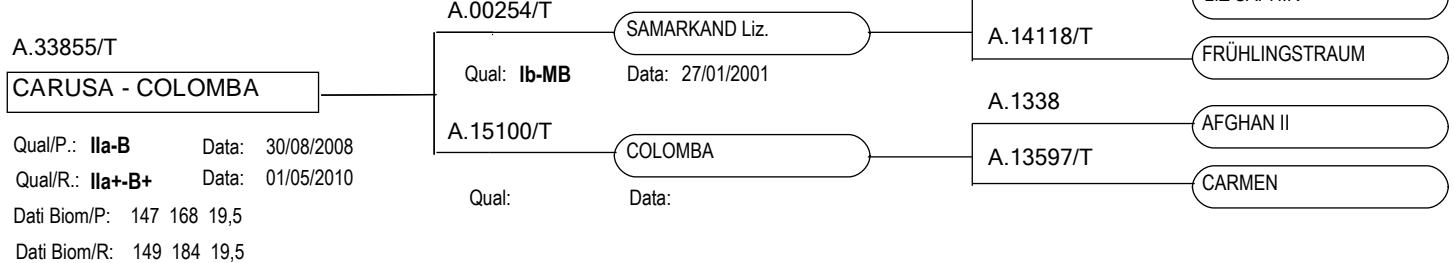 A.33855/T
CARUSA - COLOMBA
Qual/P.: IIa-B Data: 30/08/2008
Qual/R.: IIa+-B+ Data: 01/05/2010
Dati Biom/P: 147 168 19,5
Dati Biom/R: 149 184 19,5
A.00254/T
SAMARKAND Liz.
Qual: Ib-MB Data: 27/01/2001
A.15100/T
COLOMBA
Qual: Data:
A.14118/T
FRÜHLINGSTRAUM
A.1338
AFGHAN II
A.13597/T
CARMEN